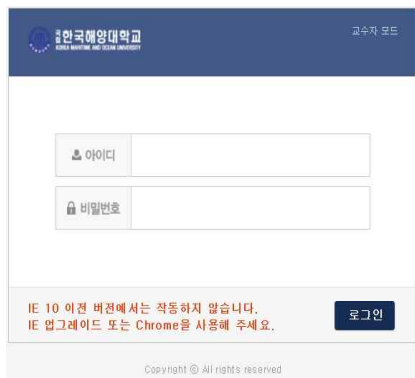 국립 한국해양대학교
KOREA MARITIME AND OCEAN UNIVERSITY
교수자 모드
아이디
비밀번호
IE 10 이전 버전에서는 작동하지 않습니다.
IE 업그레이드 또는 Chrome을 사용해 주세요.
로그인
Copyright ⓒ All rights reserved